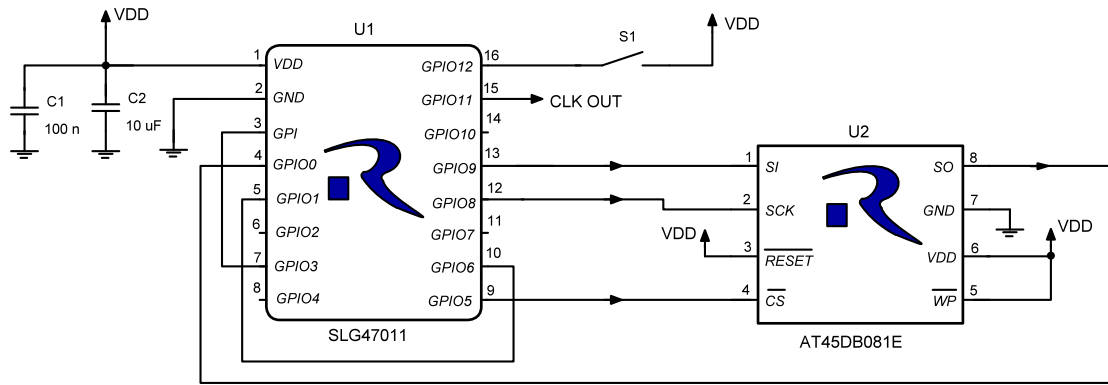 VDD
C1
100 n
C2
10 uF
U1
SLG47011
1 VDD
2 GND
3 GPI
4 GPIO0
5 GPIO1
6 GPIO2
7 GPIO3
8 GPIO4
16 GPIO12
15 GPIO11
14 GPIO10
13 GPIO9
12 GPIO8
11 GPIO7
10 GPIO6
9 GPIO5
S1
VDD
CLK OUT
VDD
U2
1 SI
2 SCK
3 RESET
4 CS
8 SO
7 GND
6 VDD
5 WP
VDD
AT45DB081E